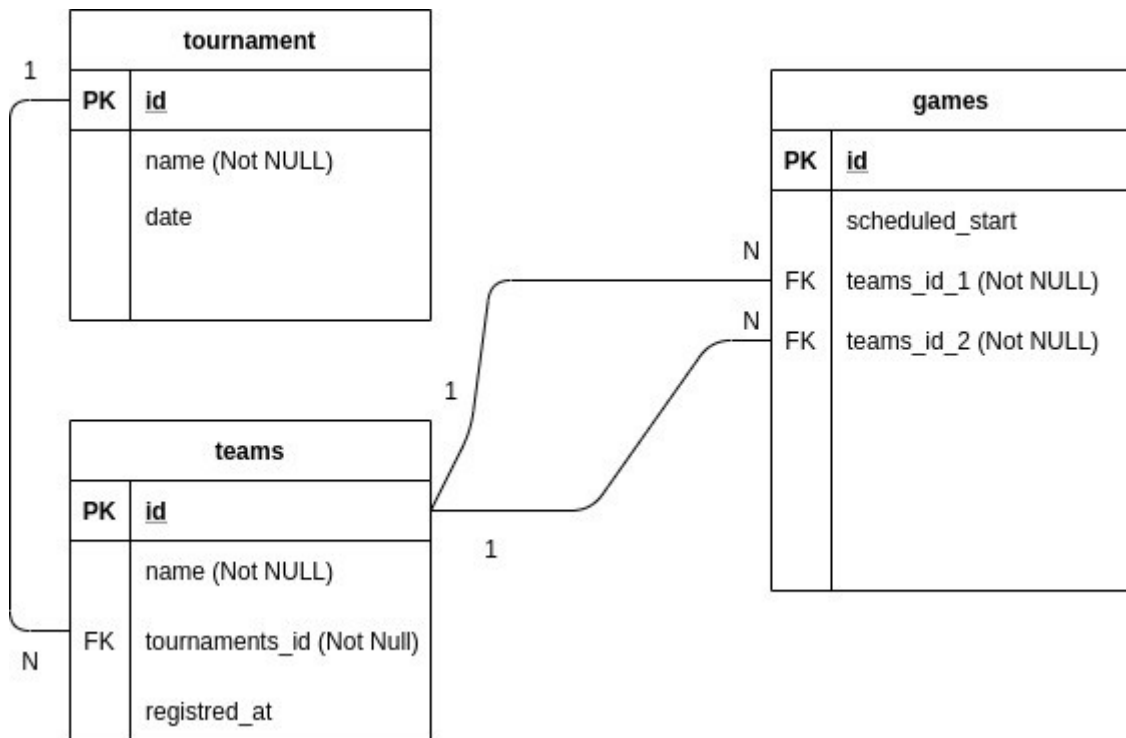 tournament
1
PK id
name (Not NULL)
date
games
PK id
scheduled_start
N
FK teams_id_1 (Not NULL)
N
FK teams_id_2 (Not NULL)
1
teams
PK id
1
name (Not NULL)
FK tournaments_id (Not Null)
N
registred_at